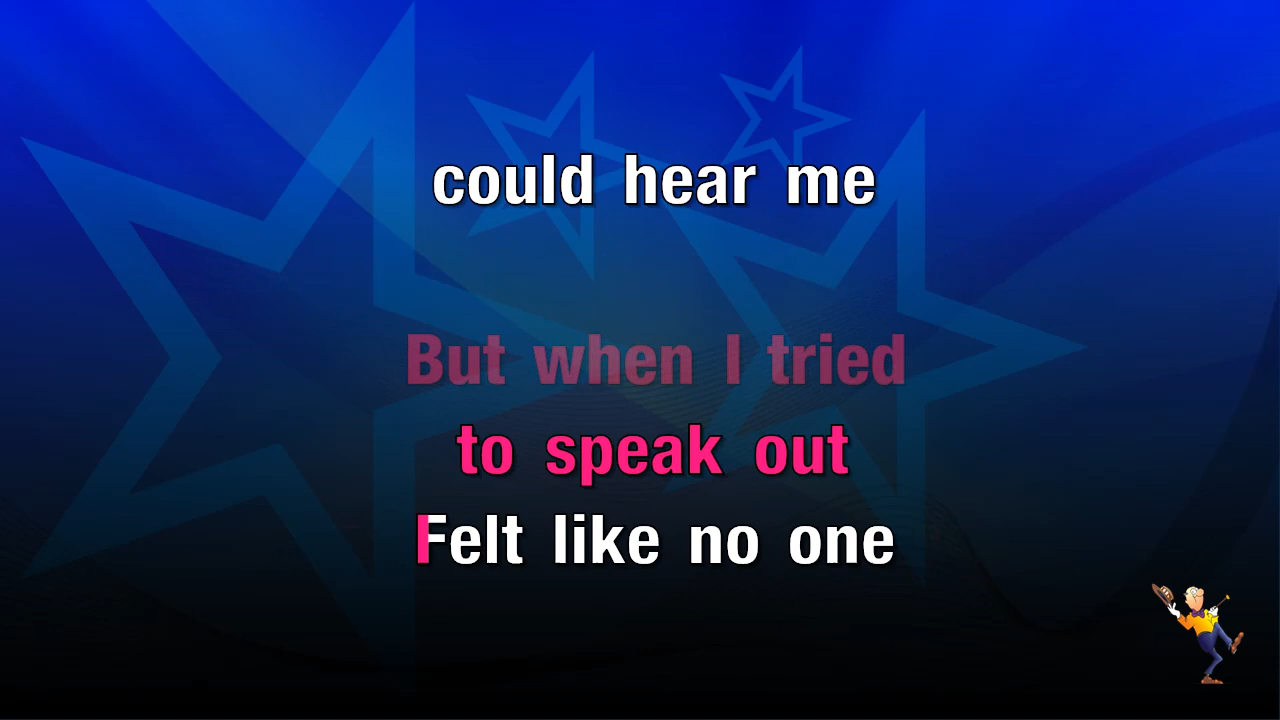 could hear me
But when I tried
to speak out
Felt like no one